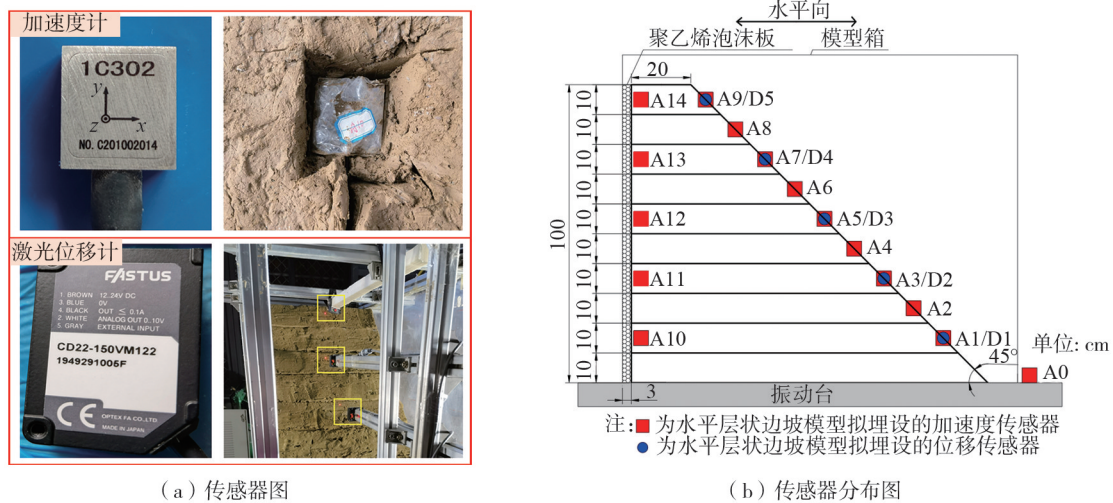 加速度计
1C302
y
z
x
NO. C201002014
激光位移计
FASTUS
1 BROWN 12..24V DC
3. BLUE 0V
4. BLACK OUT ≤ 0.1A
2. WHITE ANALOG OUT 0..10V
5. GRAY EXTERNAL INPUT
CD22-150VM122
1949291005F
CE
OPTEX FA CO.,LTD.
MADE IN JAPAN
(a) 传感器图
水平向
聚乙烯泡沫板
模型箱
20
100
10
10
10
10
10
10
10
10
10
10
A14
A9/D5
A8
A13
A7/D4
A6
A12
A5/D3
A4
A11
A3/D2
A2
A10
A1/D1
45°
单位: cm
A0
3
振动台
注: 为水平层状边坡模型拟埋设的加速度传感器
为水平层状边坡模型拟埋设的位移传感器
(b) 传感器分布图